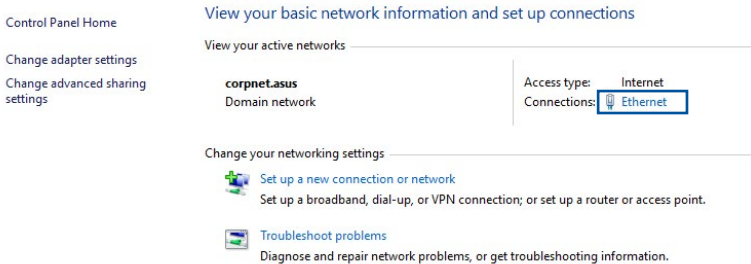 Control Panel Home
Change adapter settings
Change advanced sharing
settings
View your basic network information and set up connections
View your active networks
corpnet.asus
Domain network
Access type: Internet
Connections: Ethernet
Change your networking settings
Set up a new connection or network
Set up a broadband, dial-up, or VPN connection; or set up a router or access point.
Troubleshoot problems
Diagnose and repair network problems, or get troubleshooting information.